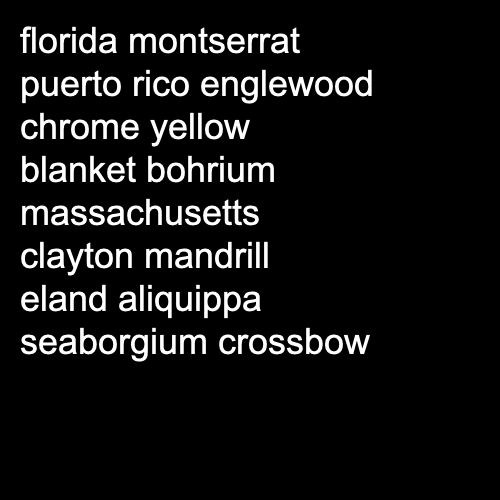 florida montserrat
puerto rico englewood
chrome yellow
blanket bohrium
massachusetts
clayton mandrill
eland aliquippa
seaborgium crossbow